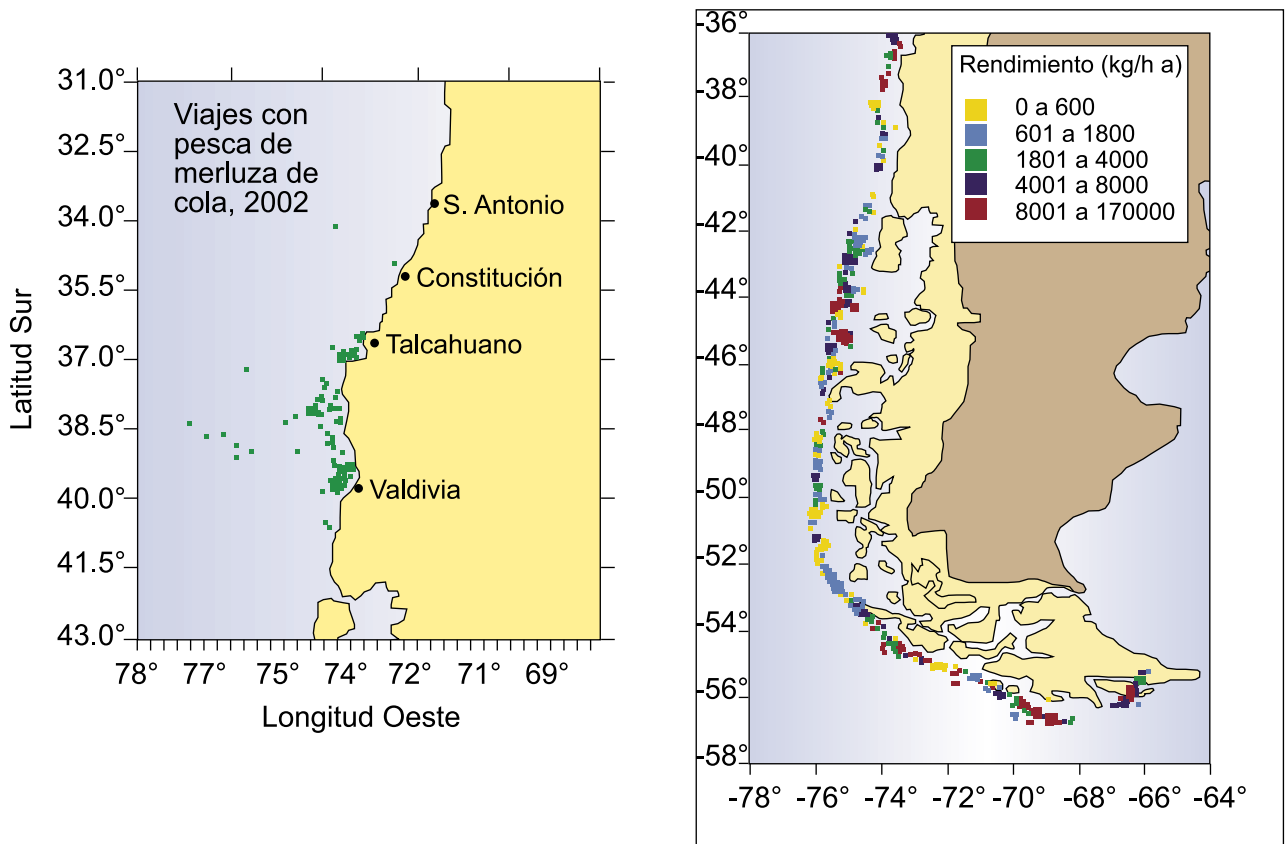 Viajes con
pesca de
merluza de
cola, 2002
Latitud Sur
31.0°
32.5°
34.0°
35.5°
37.0°
38.5°
40.0°
41.5°
43.0°
S. Antonio
Constitución
Talcahuano
Valdivia
78° 77° 75° 74° 72° 71° 69°
Longitud Oeste
-36°
-38°
-40°
-42°
-44°
-46°
-48°
-50°
-52°
-54°
-56°
-58°
Rendimiento (kg/h a)
0 a 600
601 a 1800
1801 a 4000
4001 a 8000
8001 a 170000
-78° -76° -74° -72° -70° -68° -66° -64°